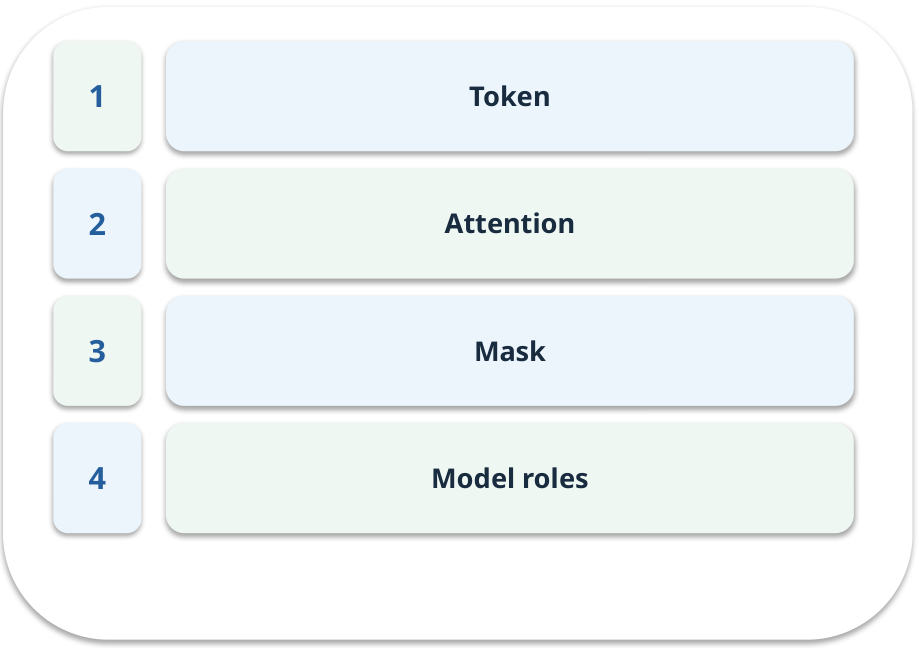 1 Token
2 Attention
3 Mask
4 Model roles